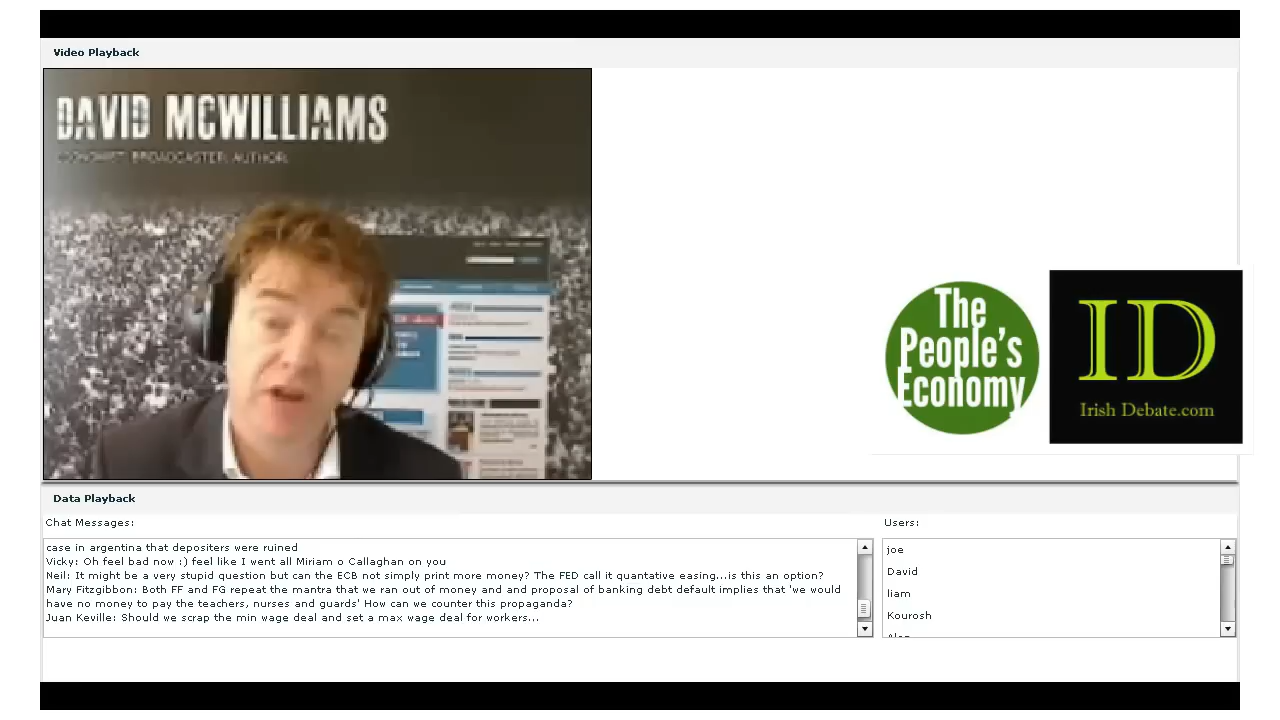 Video Playback
DAVID MCWILLIAMS
ECONOMIST. BROADCASTER. AUTHOR.
The
People's
Economy
ID
Irish Debate.com
Data Playback
Chat Messages:
Users:
case in argentina that depositers were ruined
Vicky: Oh feel bad now :) feel like I went all Miriam o Callaghan on you
Neil: It might be a very stupid question but can the ECB not simply print more money? The FED call it quantative easing...is this an option?
Mary Fitzgibbon: Both FF and FG repeat the mantra that we ran out of money and and proposal of banking debt default implies that 'we would
have no money to pay the teachers, nurses and guards' How can we counter this propaganda?
Juan Keville: Should we scrap the min wage deal and set a max wage deal for workers...
joe
David
liam
Kourosh